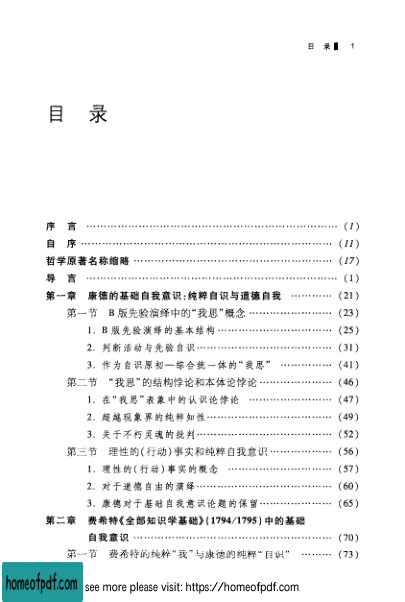 目 录 1
目 录
序 言 …… (1)
自 序 …… (11)
哲学原著名称缩略 …… (17)
导 言 …… (1)
第一章 康德的基础自我意识:纯粹自识与道德自我 …… (21)
第一节 B版先验演绎中的“我思”概念 …… (23)
1. B版先验演绎的基本结构 …… (25)
2. 判断活动与先验自识 …… (31)
3. 作为自识原初—综合统一体的“我思” …… (41)
第二节 “我思”的结构悖论和本体论悖论 …… (46)
1. 在“我思”表象中的认识论悖论 …… (47)
2. 超越现象界的纯粹知性 …… (49)
3. 关于不朽灵魂的批判 …… (52)
第三节 理性的(行动)事实和纯粹自我意识 …… (56)
1. 理性的(行动)事实的概念 …… (57)
2. 对于道德自由的演绎 …… (60)
3. 康德对于基础自我意识论题的保留 …… (65)
第二章 费希特《全部知识学基础》(1794/1795)中的基础
自我意识 …… (70)
第一节 费希特的纯粹“我”与康德的纯粹“自识” …… (73)
homeofpdf.com see more please visit: https://homeofpdf.com